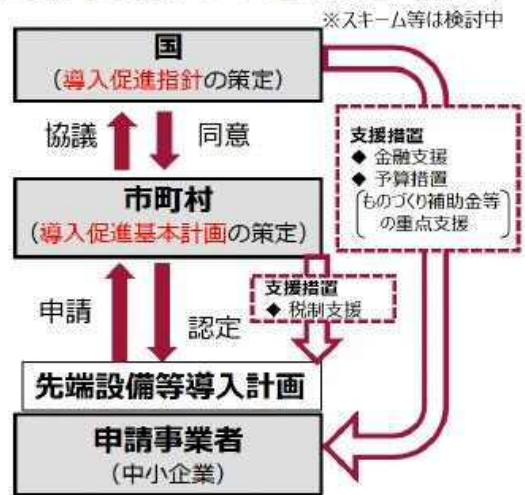 ※スキーム等は検討中
国
（導入促進指針の策定）
協議
同意
支援措置
◆ 金融支援
◆ 予算措置
ものづくり補助金等
の重点支援
市町村
（導入促進基本計画の策定）
支援措置
◆ 税制支援
申請
認定
先端設備等導入計画
申請事業者
（中小企業）